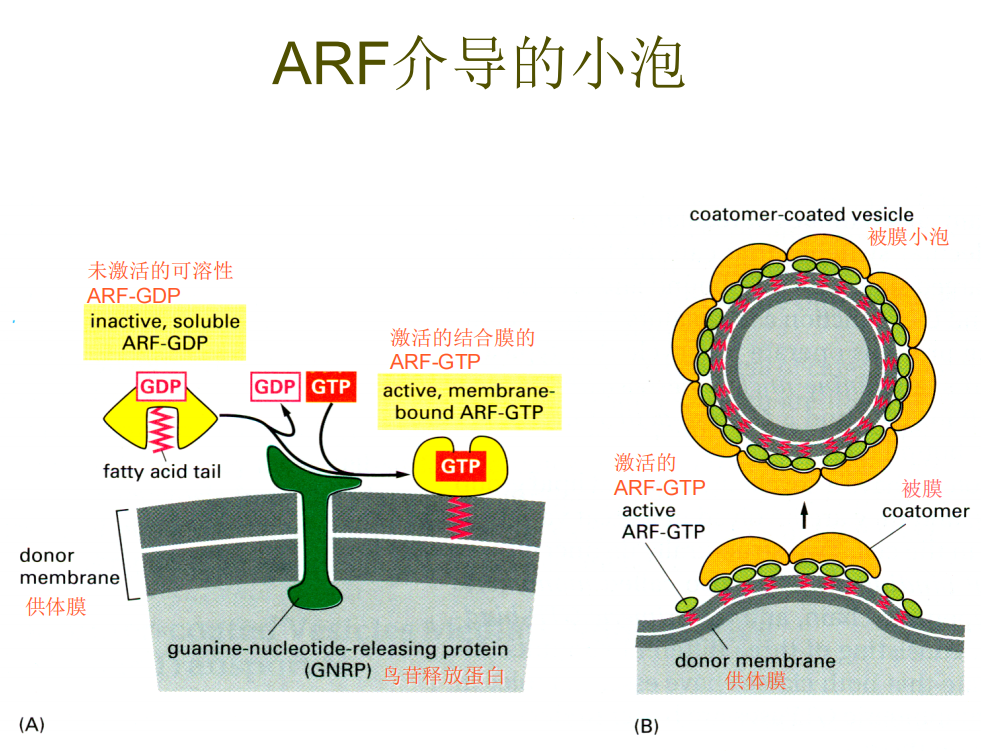 ARF介导的小泡
未激活的可溶性
ARF-GDP
inactive, soluble
ARF-GDP
GDP
fatty acid tail
GDP
GTP
激活的结合膜的
ARF-GTP
active, membrane-
bound ARF-GTP
GTP
donor
membrane
供体膜
guanine-nucleotide-releasing protein
(GNRP)
鸟苷释放蛋白
(A)
coatomer-coated vesicle
被膜小泡
激活的
ARF-GTP
active
ARF-GTP
被膜
coatomer
donor membrane
供体膜
(B)